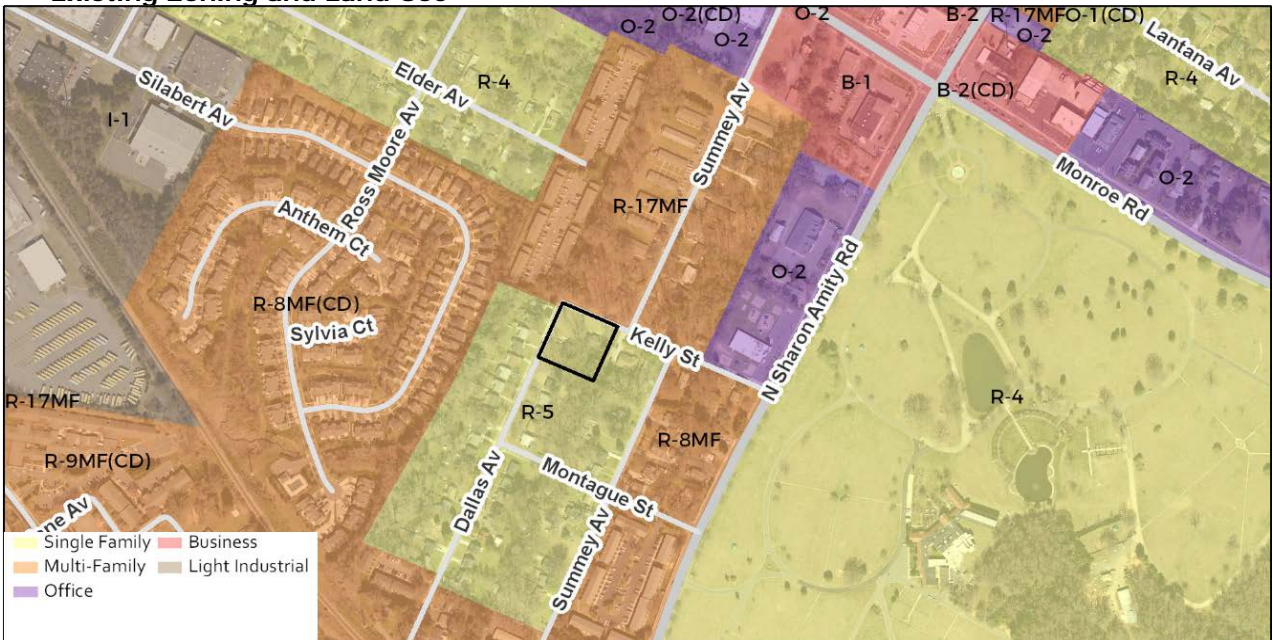 Existing Zoning and Land Use
O-2(CD)
O-2
O-2
O-2
B-2
R-17MF
O-1(CD)
O-2
Lantana Av
R-4
Elder Av
R-4
Silabert Av
I-1
Ross Moore Av
Summey Av
B-1
B-2(CD)
Monroe Rd
O-2
Anthem Ct
R-17MF
O-2
N Sharon Amity Rd
R-8MF(CD)
Sylvia Ct
Kelly St
R-4
R-17MF
R-5
R-8MF
R-9MF(CD)
Montague St
Dallas Av
Summey Av
ne Av
Single Family
Business
Multi-Family
Light Industrial
Office